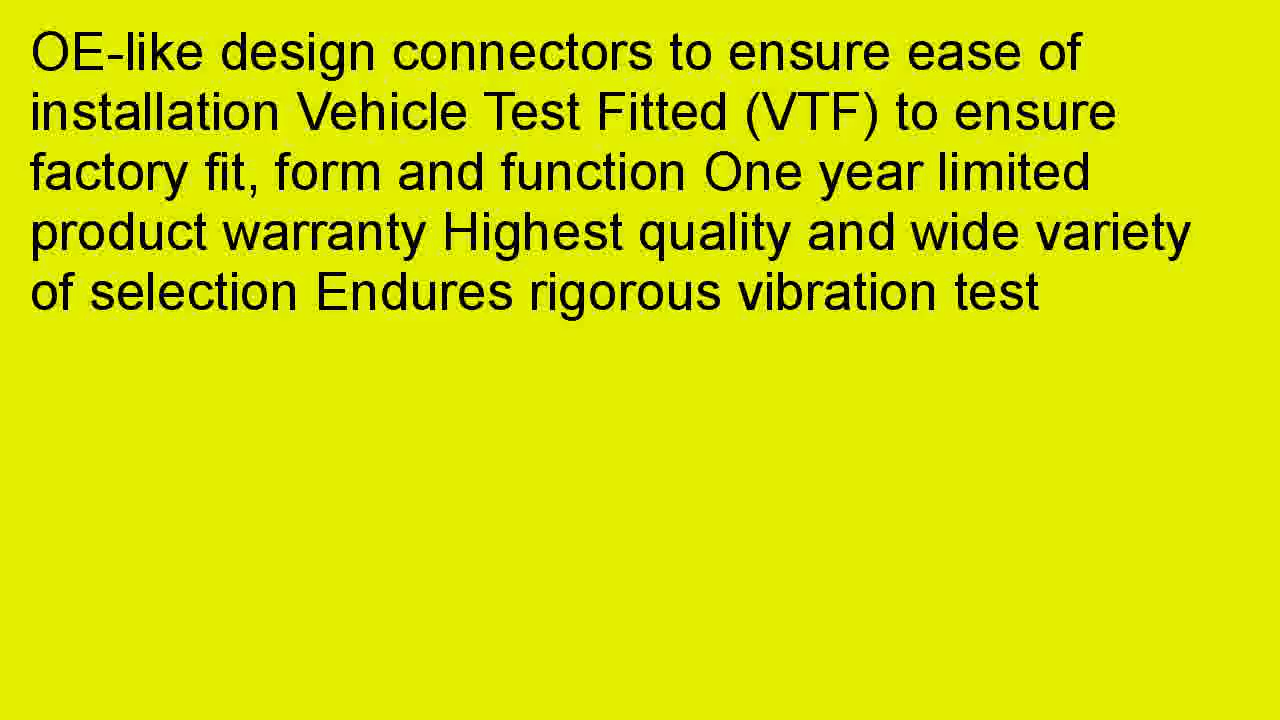 OE-like design connectors to ensure ease of
installation Vehicle Test Fitted (VTF) to ensure
factory fit, form and function One year limited
product warranty Highest quality and wide variety
of selection Endures rigorous vibration test